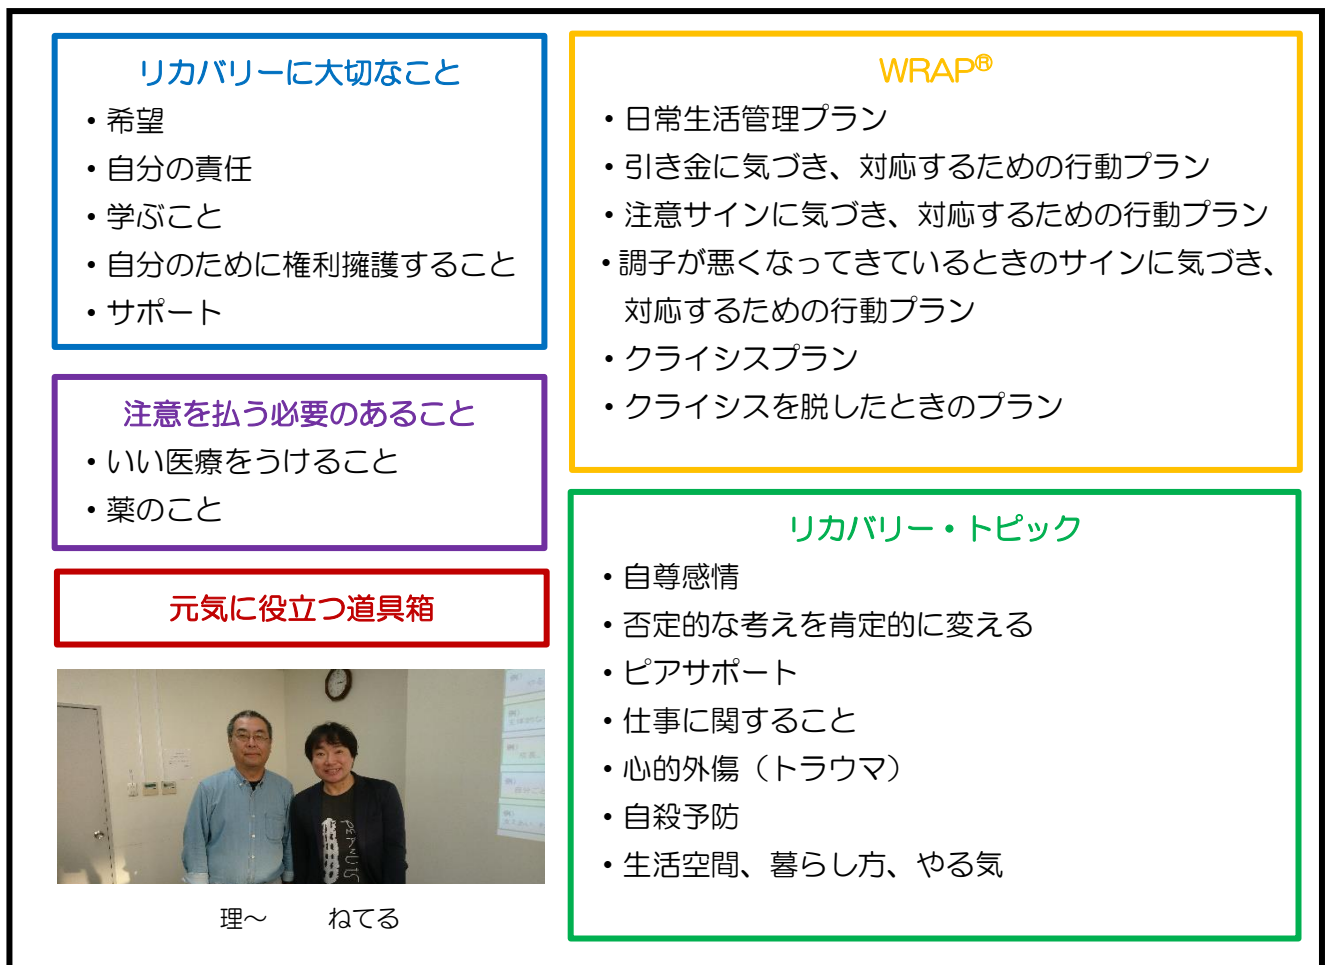 リカバリーに大切なこと
・希望
・自分の責任
・学ぶこと
・自分のために権利擁護すること
・サポート
注意を払う必要のあること
・いい医療をうけること
・薬のこと
元気に役立つ道具箱
理～ ねてる
WRAP®
・日常生活管理プラン
・引き金に気づき、対応するための行動プラン
・注意サインに気づき、対応するための行動プラン
・調子が悪くなってきているときのサインに気づき、
対応するための行動プラン
・クライシスプラン
・クライシスを脱したときのプラン
リカバリー・トピック
・自尊感情
・否定的な考えを肯定的に変える
・ピアサポート
・仕事に関すること
・心的外傷（トラウマ）
・自殺予防
・生活空間、暮らし方、やる気